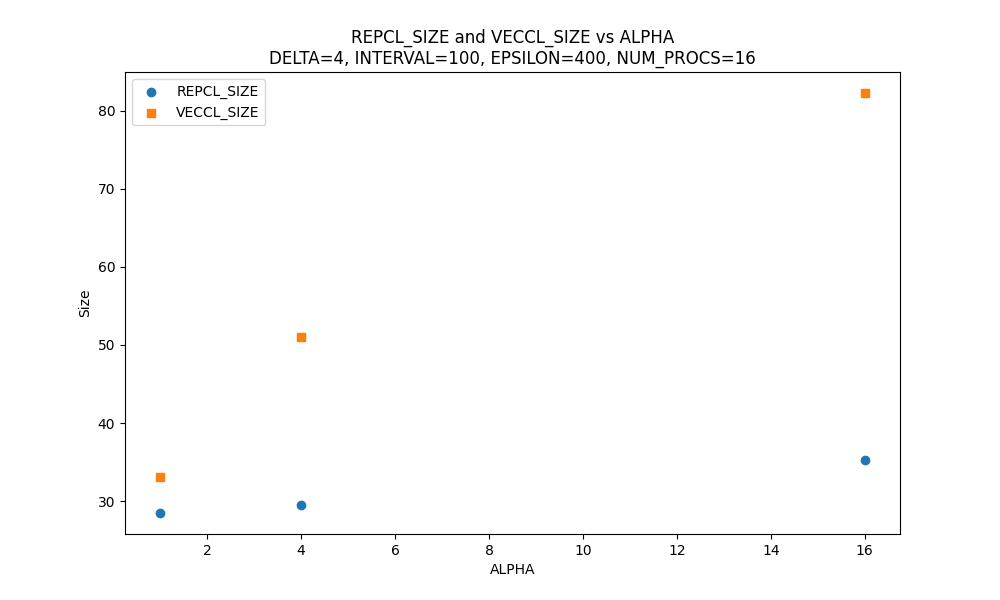 REPCL_SIZE and VECCL_SIZE vs ALPHA
DELTA=4, INTERVAL=100, EPSILON=400, NUM_PROCS=16
REPCL_SIZE
VECCL_SIZE
80
70
60
50
40
30
Size
2 4 6 8 10 12 14 16
ALPHA